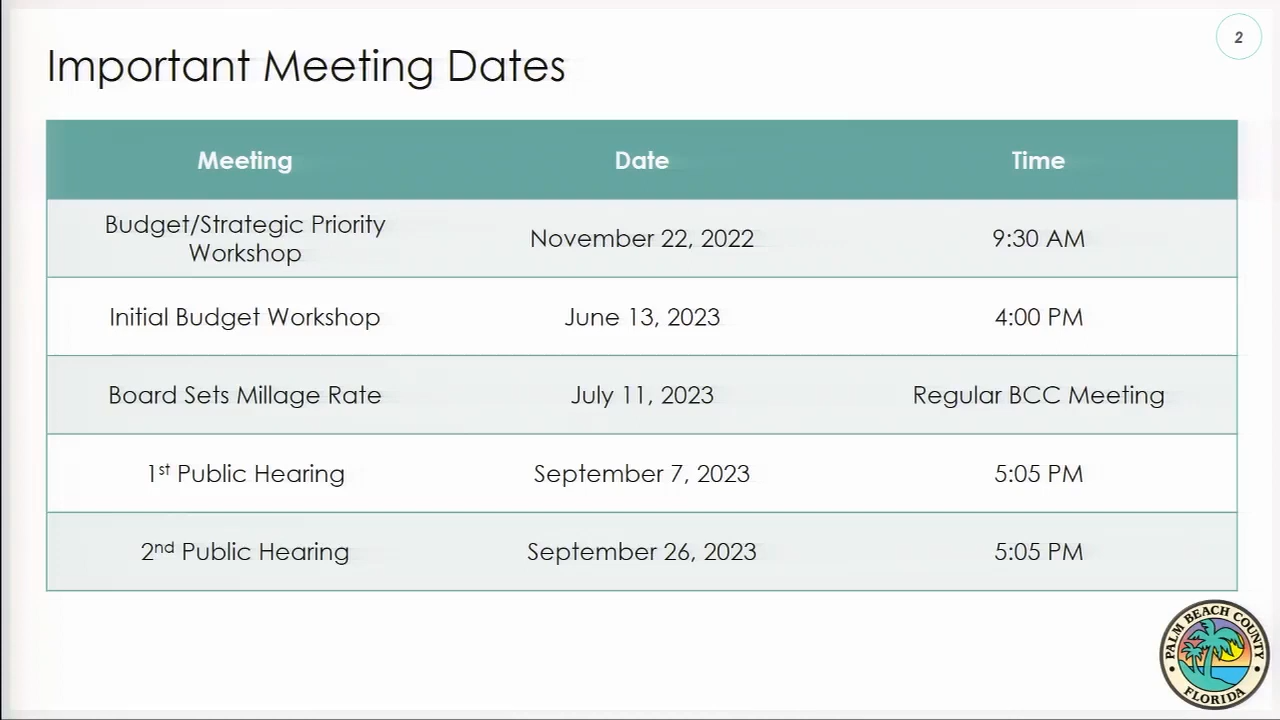 2
Important Meeting Dates
Meeting Date Time
Budget/Strategic Priority
Workshop November 22, 2022 9:30 AM
Initial Budget Workshop June 13, 2023 4:00 PM
Board Sets Millage Rate July 11, 2023 Regular BCC Meeting
1st Public Hearing September 7, 2023 5:05 PM
2nd Public Hearing September 26, 2023 5:05 PM
PALM BEACH COUNTY
FLORIDA